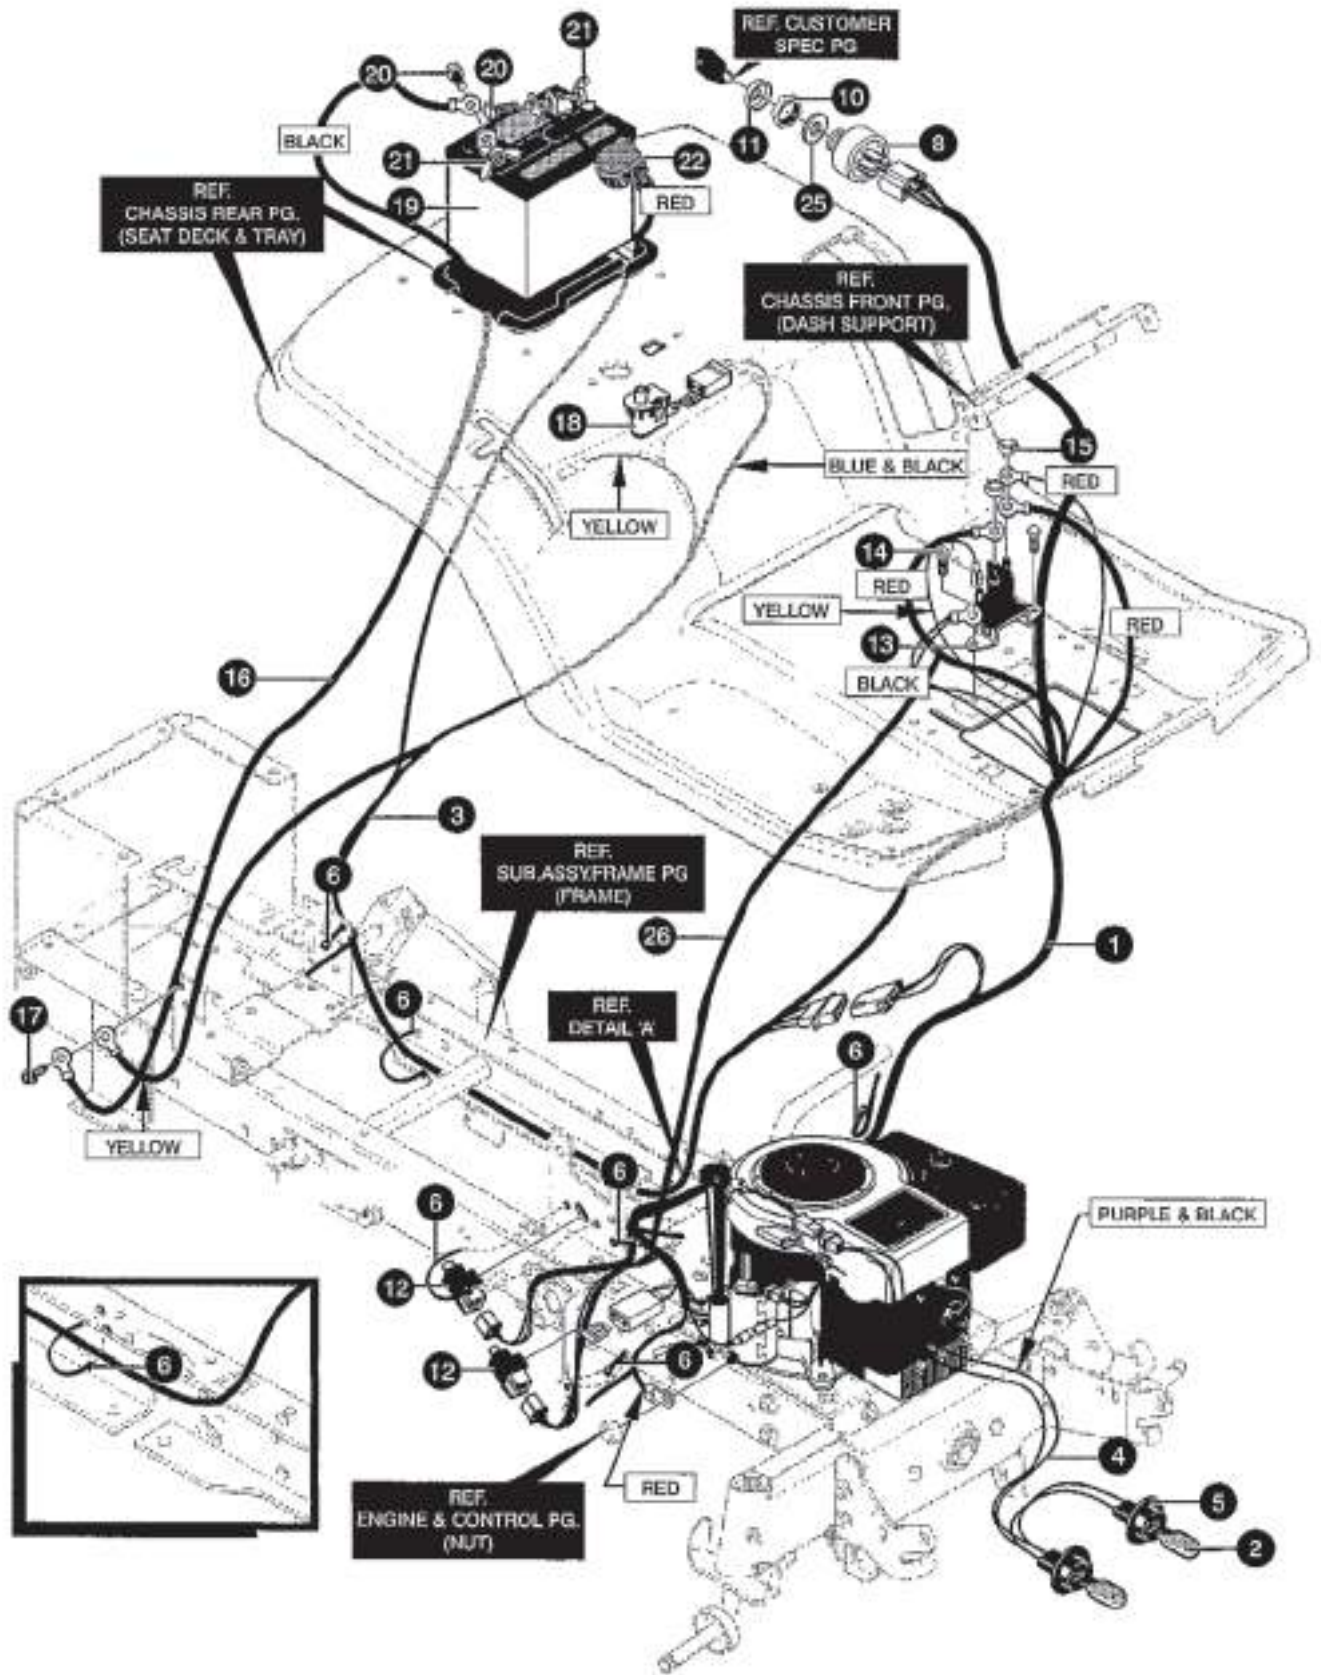 21
REF. CUSTOMER
SPEC PG
20
20
10
BLACK
11
8
21
22
REF.
CHASSIS REAR PG.
(SEAT DECK & TRAY)
19
RED
25
REF.
CHASSIS FRONT PG.
(DASH SUPPORT)
18
15
BLUE & BLACK
RED
YELLOW
14
RED
YELLOW
RED
13
16
BLACK
3
REF.
SUB.ASSY.FRAME PG
(FRAME)
6
26
1
6
REF.
DETAIL 'A'
17
6
YELLOW
6
6
PURPLE & BLACK
12
6
12
6
4
RED
5
REF.
ENGINE & CONTROL PG.
(NUT)
2